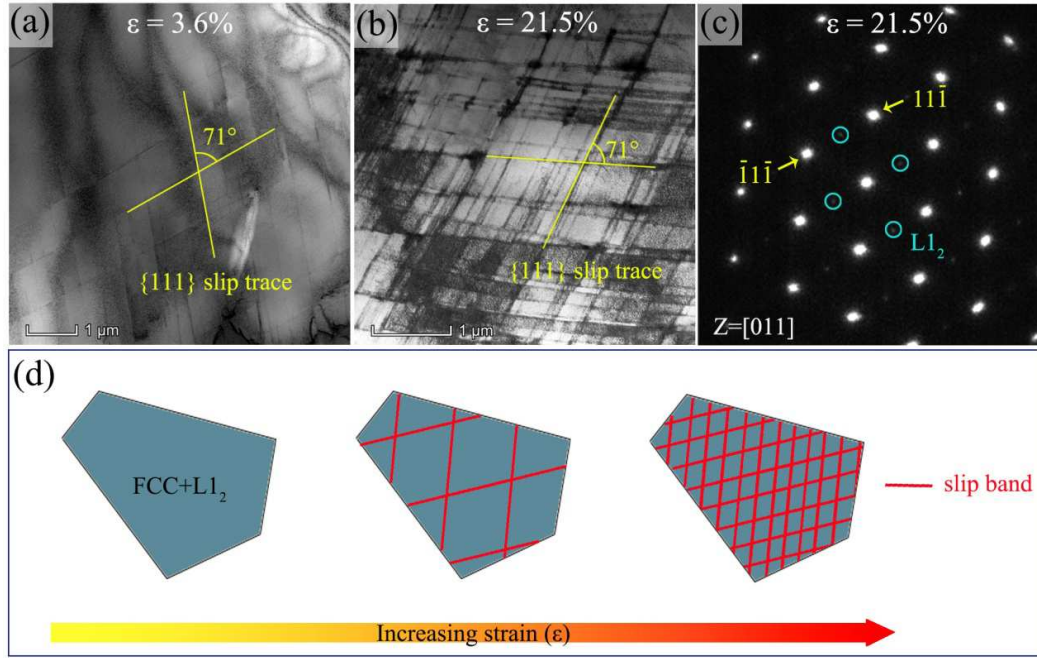 (a)
ε = 3.6%
71°
{111} slip trace
1 μm
(b)
ε = 21.5%
71°
{111} slip trace
1 μm
(c)
ε = 21.5%
111̄
1̄11̄
L1₂
Z=[011]
(d)
FCC+L1₂
slip band
Increasing strain (ε)